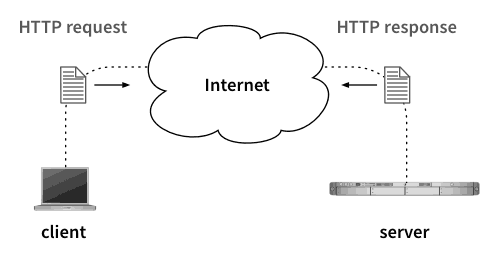 HTTP request
HTTP response
Internet
client
server